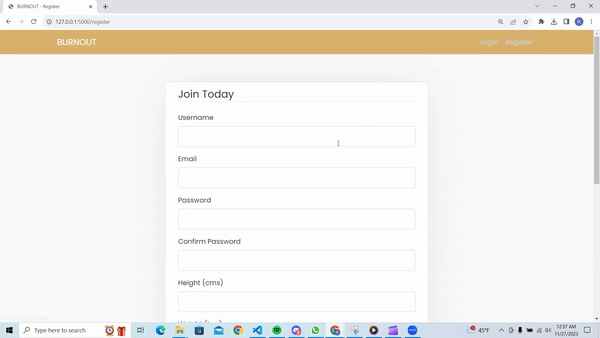 BURNOUT - Register
127.0.0.1:5000/register
BURNOUT
Login Register
Join Today
Username
Email
Password
Confirm Password
Height (cms)
Type here to search
45°F
12:57 AM
11/27/2023